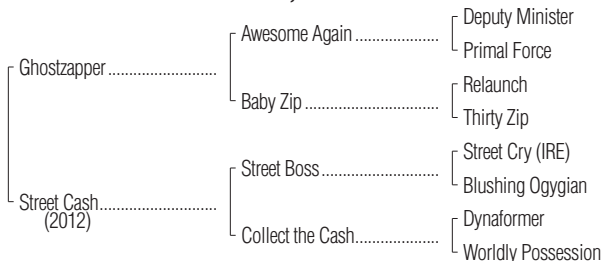 Deputy Minister
Awesome Again
Primal Force
Ghostzapper
Relaunch
Baby Zip
Thirty Zip
Street Cry (IRE)
Street Boss
Blushing Ogygian
Street Cash
(2012)
Dynaformer
Collect the Cash
Worldly Possession